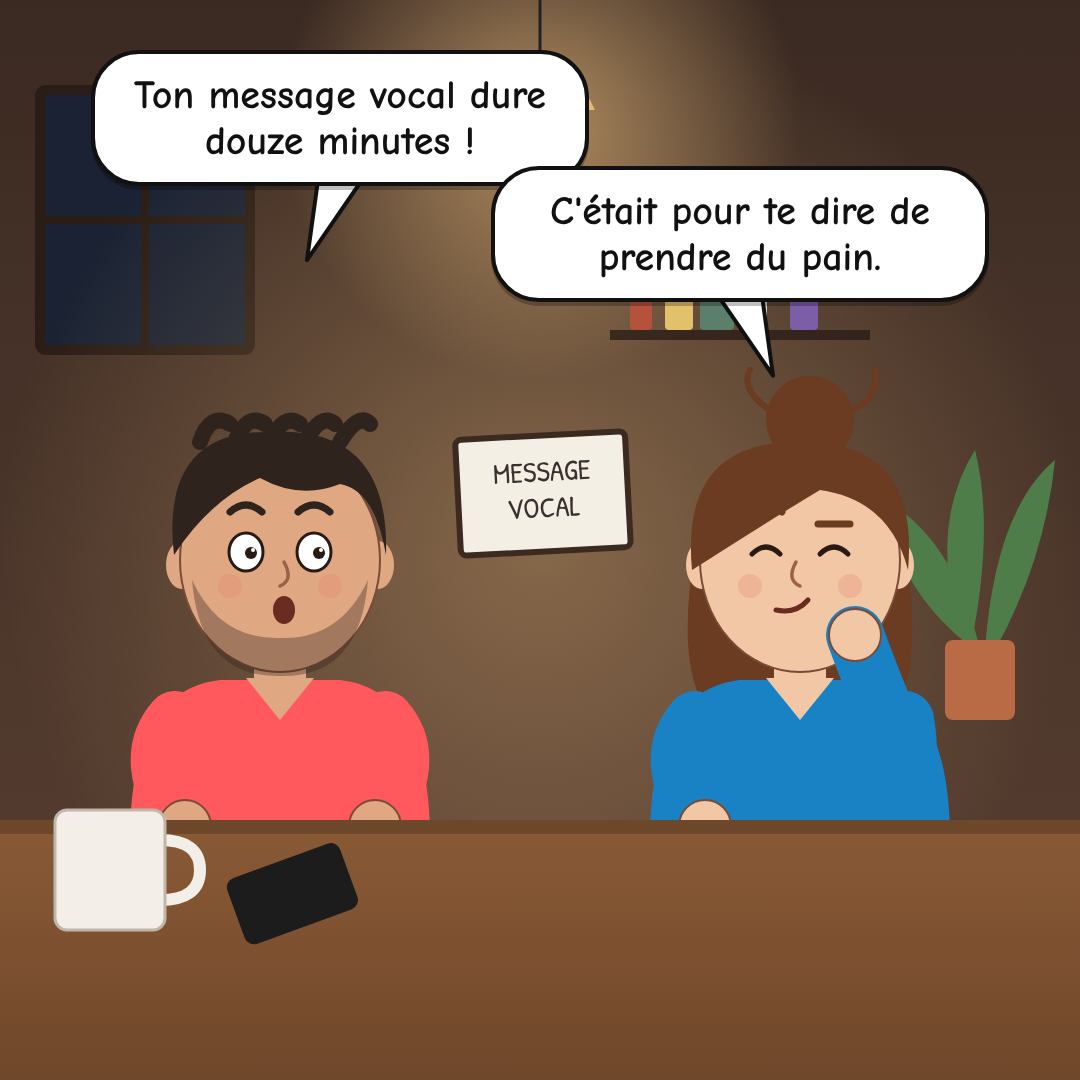 Ton message vocal dure
douze minutes !
C'était pour te dire de
prendre du pain.
MESSAGE
VOCAL